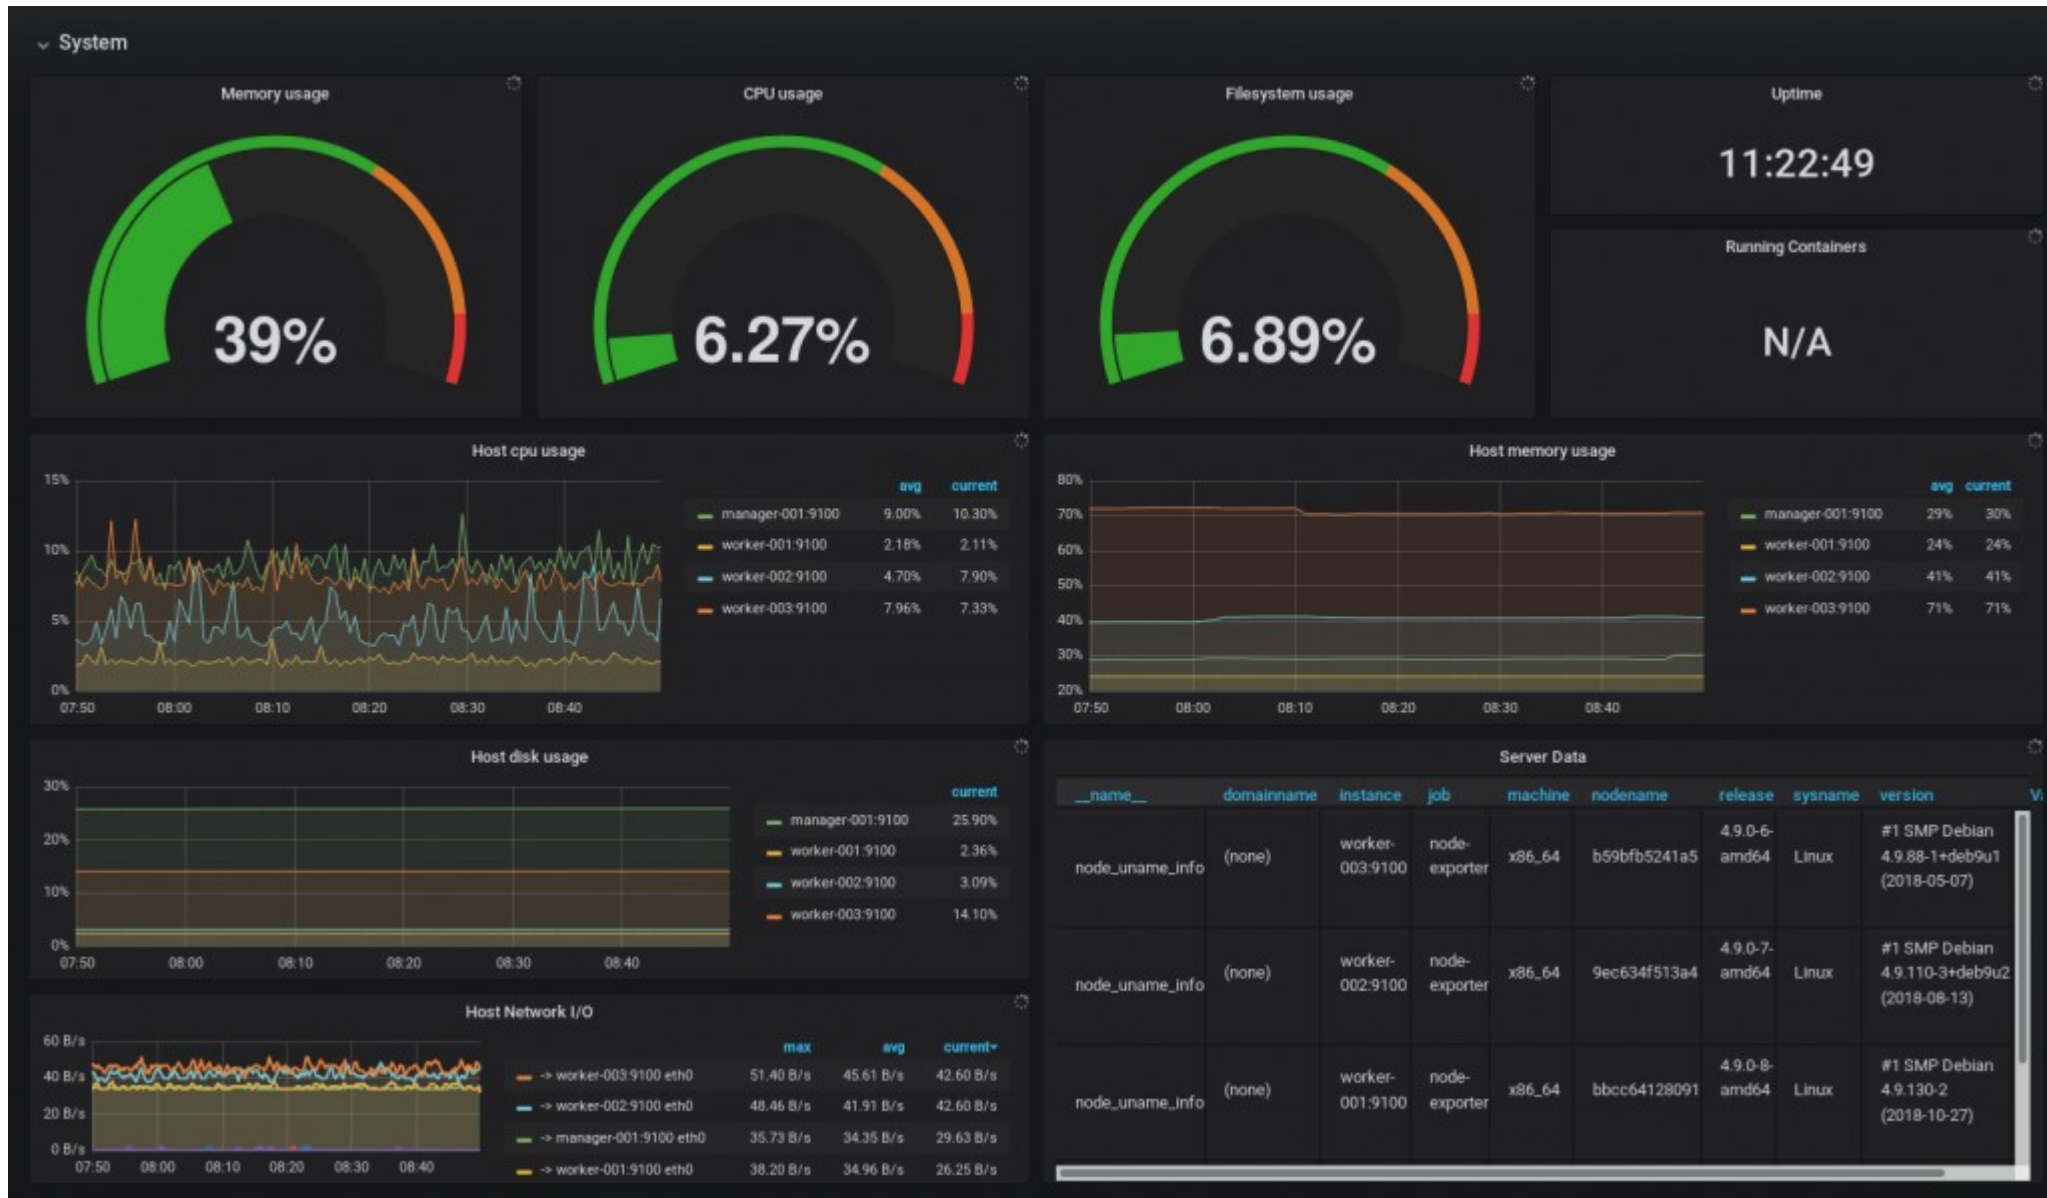 System
Memory usage
39%
CPU usage
6.27%
Filesystem usage
6.89%
Uptime
11:22:49
Running Containers
N/A
Host cpu usage
15%
10%
5%
0%
07:50 08:00 08:10 08:20 08:30 08:40
avg current
manager-001:9100 9.00% 10.30%
worker-001:9100 2.18% 2.11%
worker-002:9100 4.70% 7.90%
worker-003:9100 7.96% 7.33%
Host memory usage
80%
70%
60%
50%
40%
30%
20%
07:50 08:00 08:10 08:20 08:30 08:40
avg current
manager-001:9100 29% 30%
worker-001:9100 24% 24%
worker-002:9100 41% 41%
worker-003:9100 71% 71%
Host disk usage
30%
20%
10%
0%
07:50 08:00 08:10 08:20 08:30 08:40
current
manager-001:9100 25.90%
worker-001:9100 2.36%
worker-002:9100 3.09%
worker-003:9100 14.10%
Host Network I/O
60 B/s
40 B/s
20 B/s
0 B/s
07:50 08:00 08:10 08:20 08:30 08:40
max avg current
-> worker-003:9100 eth0 51.40 B/s 45.61 B/s 42.60 B/s
-> worker-002:9100 eth0 48.46 B/s 41.91 B/s 42.60 B/s
-> manager-001:9100 eth0 35.73 B/s 34.35 B/s 29.63 B/s
-> worker-001:9100 eth0 38.20 B/s 34.96 B/s 26.25 B/s
Server Data
__name__ domainname instance job machine nodename release sysname version
node_uname_info (none) worker-003:9100 node-exporter x86_64 b59bfb5241a5 4.9.0-6-amd64 Linux #1 SMP Debian 4.9.88-1+deb9u1 (2018-05-07)
node_uname_info (none) worker-002:9100 node-exporter x86_64 9ec634f513a4 4.9.0-7-amd64 Linux #1 SMP Debian 4.9.110-3+deb9u2 (2018-08-13)
node_uname_info (none) worker-001:9100 node-exporter x86_64 bbcc64128091 4.9.0-8-amd64 Linux #1 SMP Debian 4.9.130-2 (2018-10-27)